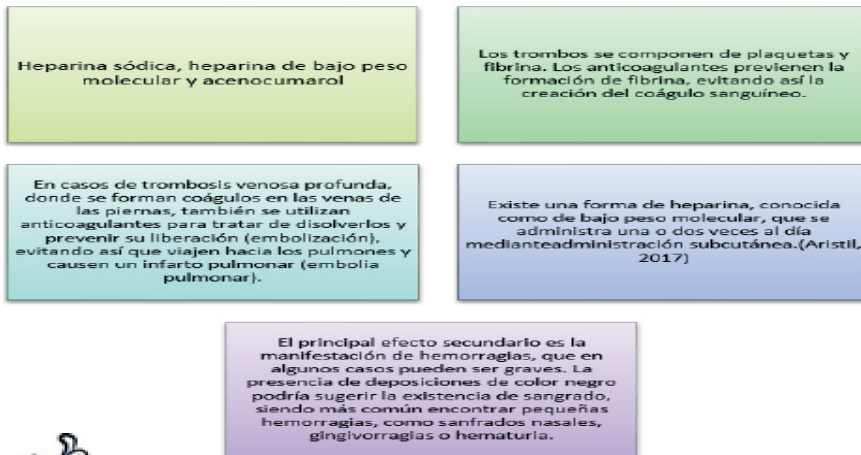 Heparina sódica, heparina de bajo peso
molecular y acenocumarol
Los trombos se componen de plaquetas y
fibrina. Los anticoagulantes previenen la
formación de fibrina, evitando así la
creación del coágulo sanguíneo.
En casos de trombosis venosa profunda,
donde se forman coágulos en las venas de
las piernas, también se utilizan
anticoagulantes para tratar de disolverlos y
prevenir su liberación (embolización),
evitando así que viajen hacia los pulmones y
causen un infarto pulmonar (embolia
pulmonar).
Existe una forma de heparina, conocida
como de bajo peso molecular, que se
administra una o dos veces al día
medianteadministración subcutánea.(Aristil,
2017)
El principal efecto secundario es la
manifestación de hemorragias, que en
algunos casos pueden ser graves. La
presencia de deposiciones de color negro
podría sugerir la existencia de sangrado,
siendo más común encontrar pequeñas
hemorragias, como sanfrados nasales,
gingivorragias o hematuria.